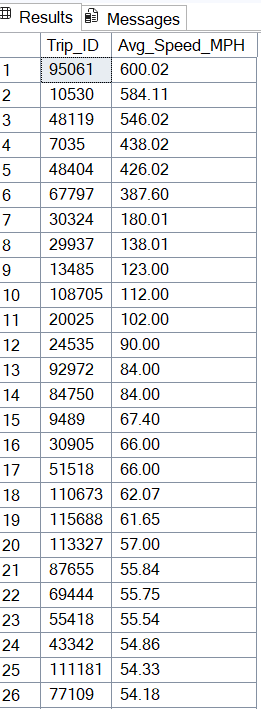 Results Messages
Trip_ID Avg_Speed_MPH
1 95061 600.02
2 10530 584.11
3 48119 546.02
4 7035 438.02
5 48404 426.02
6 67797 387.60
7 30324 180.01
8 29937 138.01
9 13485 123.00
10 108705 112.00
11 20025 102.00
12 24535 90.00
13 92972 84.00
14 84750 84.00
15 9489 67.40
16 30905 66.00
17 51518 66.00
18 110673 62.07
19 115688 61.65
20 113327 57.00
21 87655 55.84
22 69444 55.75
23 55418 55.54
24 43342 54.86
25 111181 54.33
26 77109 54.18